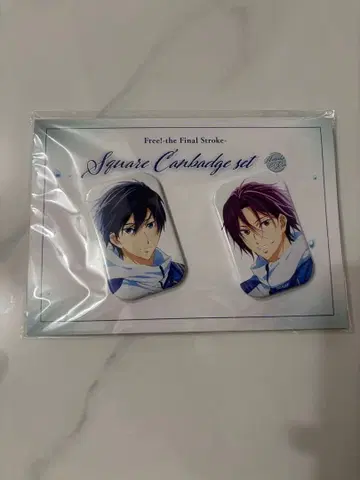 Free!-the Final Stroke-
Square Canbadge set